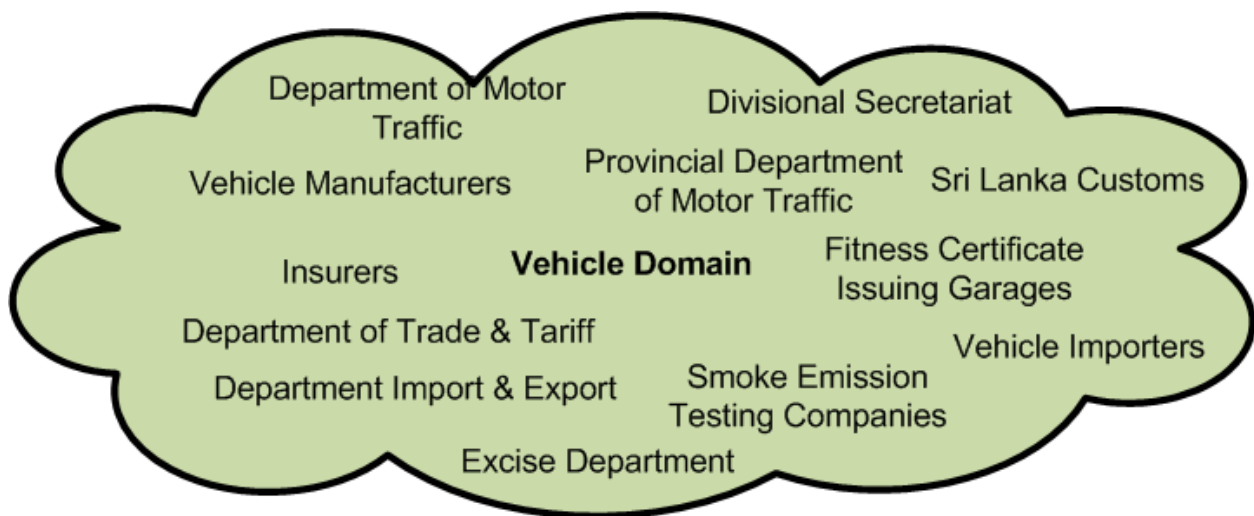 Department of Motor
Traffic
Divisional Secretariat
Vehicle Manufacturers
Provincial Department
of Motor Traffic
Sri Lanka Customs
Insurers
Vehicle Domain
Fitness Certificate
Issuing Garages
Department of Trade & Tariff
Vehicle Importers
Department Import & Export
Smoke Emission
Testing Companies
Excise Department